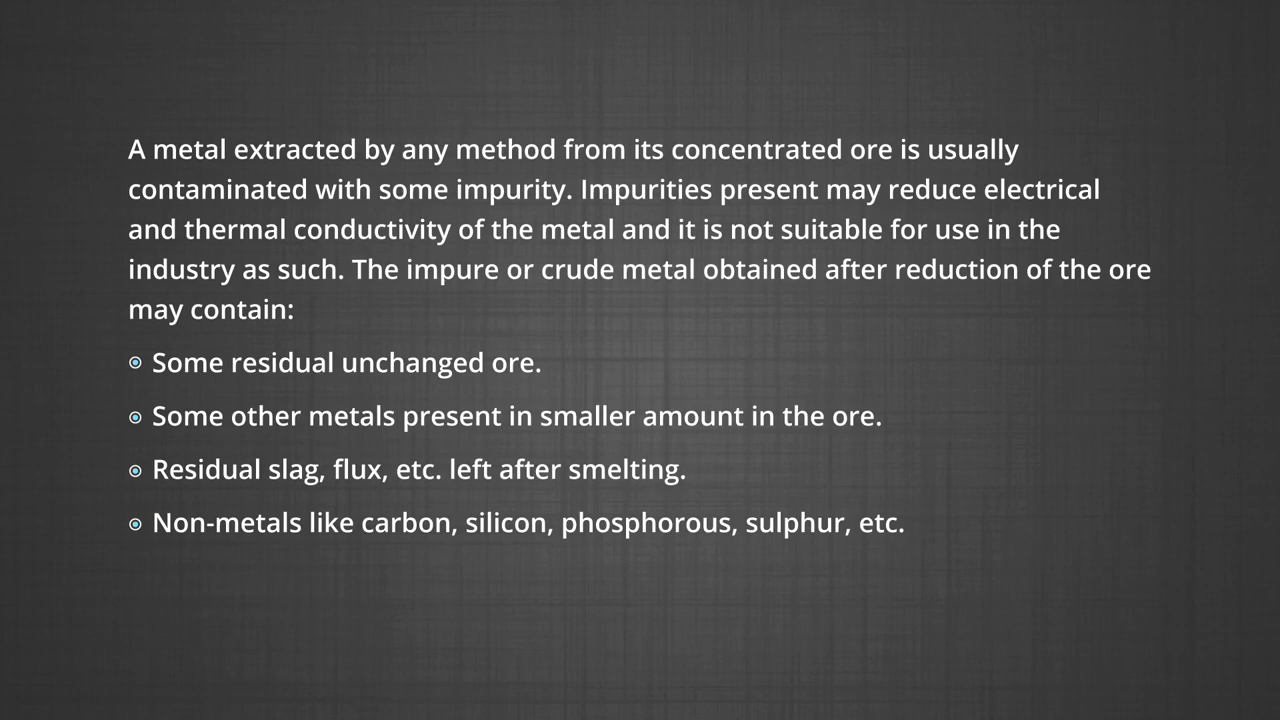 A metal extracted by any method from its concentrated ore is usually
contaminated with some impurity. Impurities present may reduce electrical
and thermal conductivity of the metal and it is not suitable for use in the
industry as such. The impure or crude metal obtained after reduction of the ore
may contain:
Some residual unchanged ore.
Some other metals present in smaller amount in the ore.
Residual slag, flux, etc. left after smelting.
Non-metals like carbon, silicon, phosphorous, sulphur, etc.